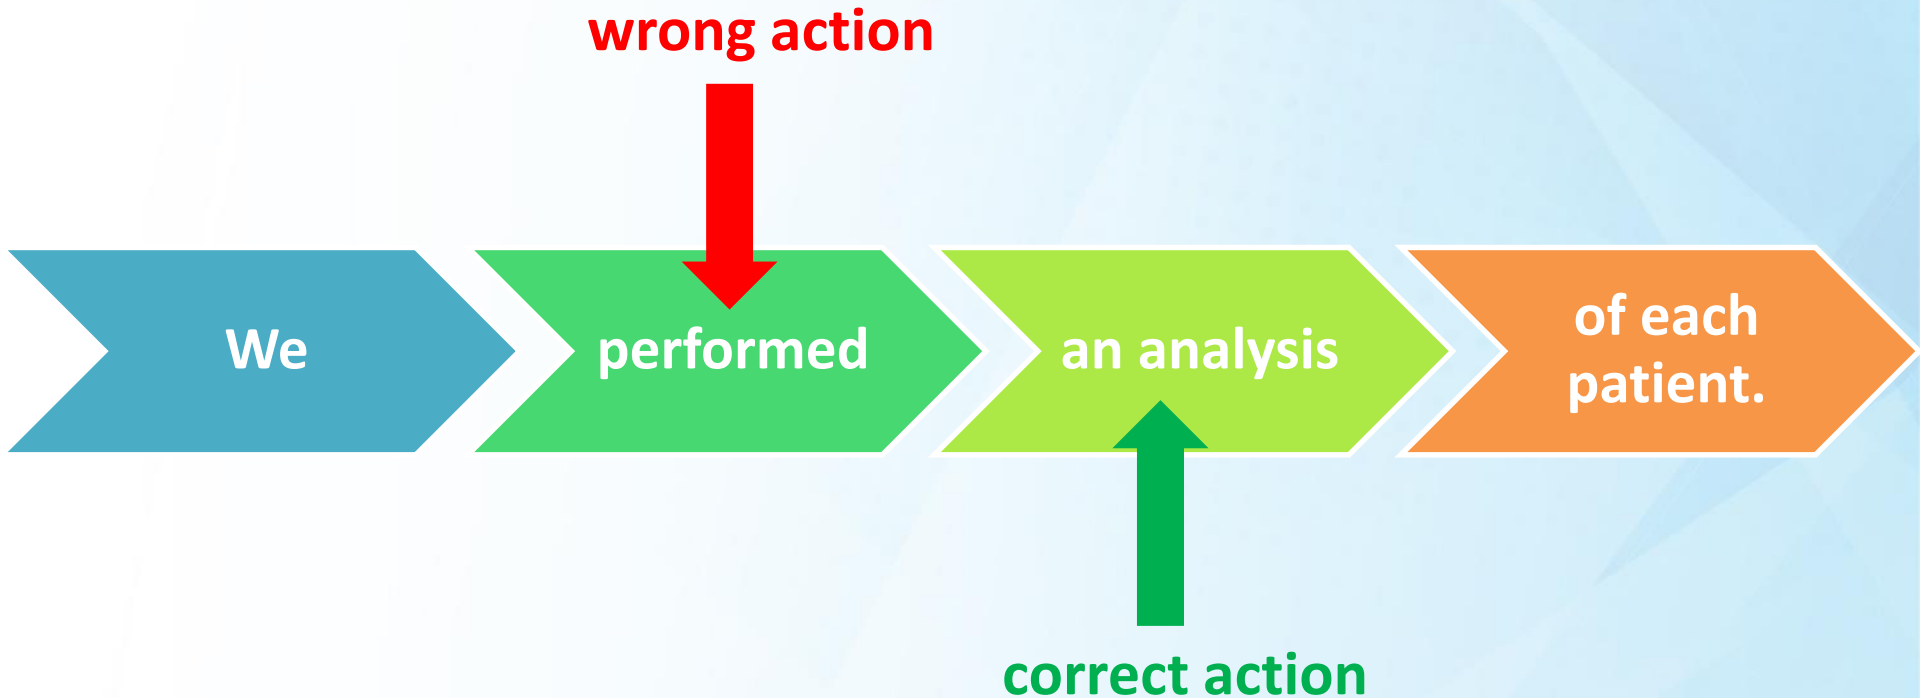 wrong action
We
performed
an analysis
of each
patient.
correct action